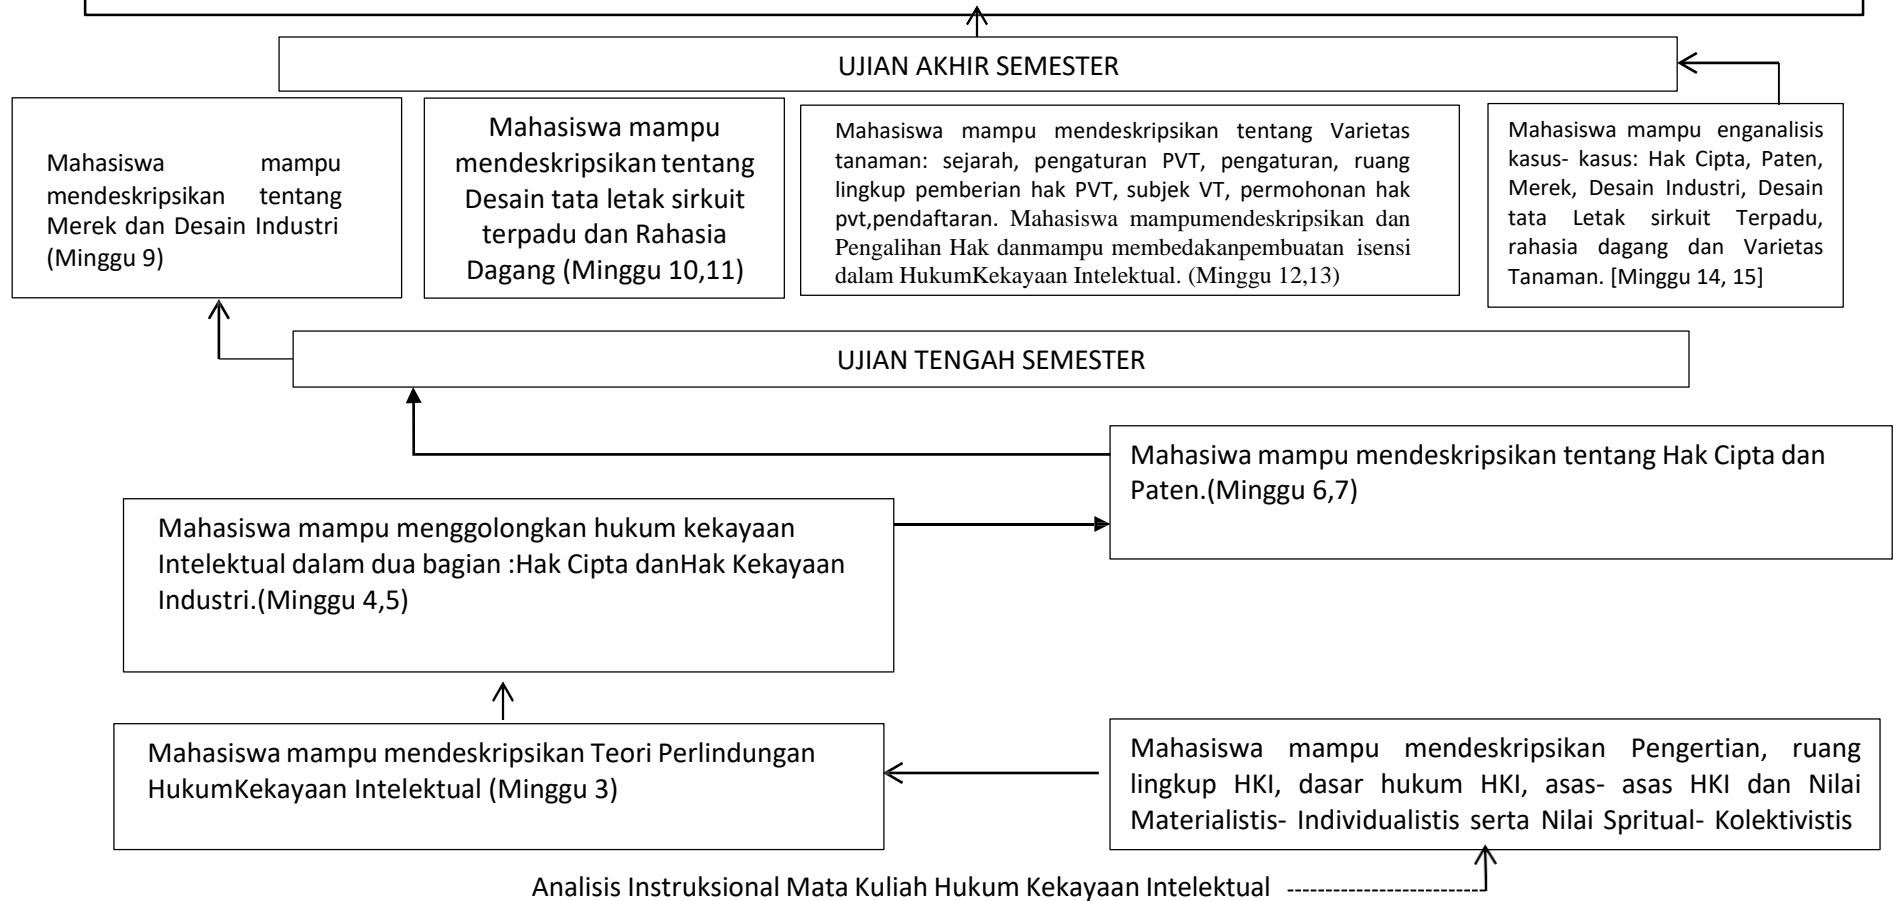 UJIAN AKHIR SEMESTER
Mahasiswa mampu
mendeskripsikan tentang
Merek dan Desain Industri
(Minggu 9)
Mahasiswa mampu
mendeskripsikan tentang
Desain tata letak sirkuit
terpadu dan Rahasia
Dagang (Minggu 10,11)
Mahasiswa mampu mendeskripsikan tentang Varietas
tanaman: sejarah, pengaturan PVT, pengaturan, ruang
lingkup pemberian hak PVT, subjek VT, permohonan hak
pvt,pendaftaran. Mahasiswa mampumendeskripsikan dan
Pengalihan Hak danmampu membedakanpembuatan isensi
dalam HukumKekayaan Intelektual. (Minggu 12,13)
Mahasiswa mampu enganalisis
kasus- kasus: Hak Cipta, Paten,
Merek, Desain Industri, Desain
tata Letak sirkuit Terpadu,
rahasia dagang dan Varietas
Tanaman. [Minggu 14, 15]
UJIAN TENGAH SEMESTER
Mahasiwa mampu mendeskripsikan tentang Hak Cipta dan
Paten.(Minggu 6,7)
Mahasiswa mampu menggolongkan hukum kekayaan
Intelektual dalam dua bagian :Hak Cipta danHak Kekayaan
Industri.(Minggu 4,5)
Mahasiswa mampu mendeskripsikan Teori Perlindungan
HukumKekayaan Intelektual (Minggu 3)
Mahasiswa mampu mendeskripsikan Pengertian, ruang
lingkup HKI, dasar hukum HKI, asas- asas HKI dan Nilai
Materialistis- Individualistis serta Nilai Spritual- Kolektivistis
Analisis Instruksional Mata Kuliah Hukum Kekayaan Intelektual